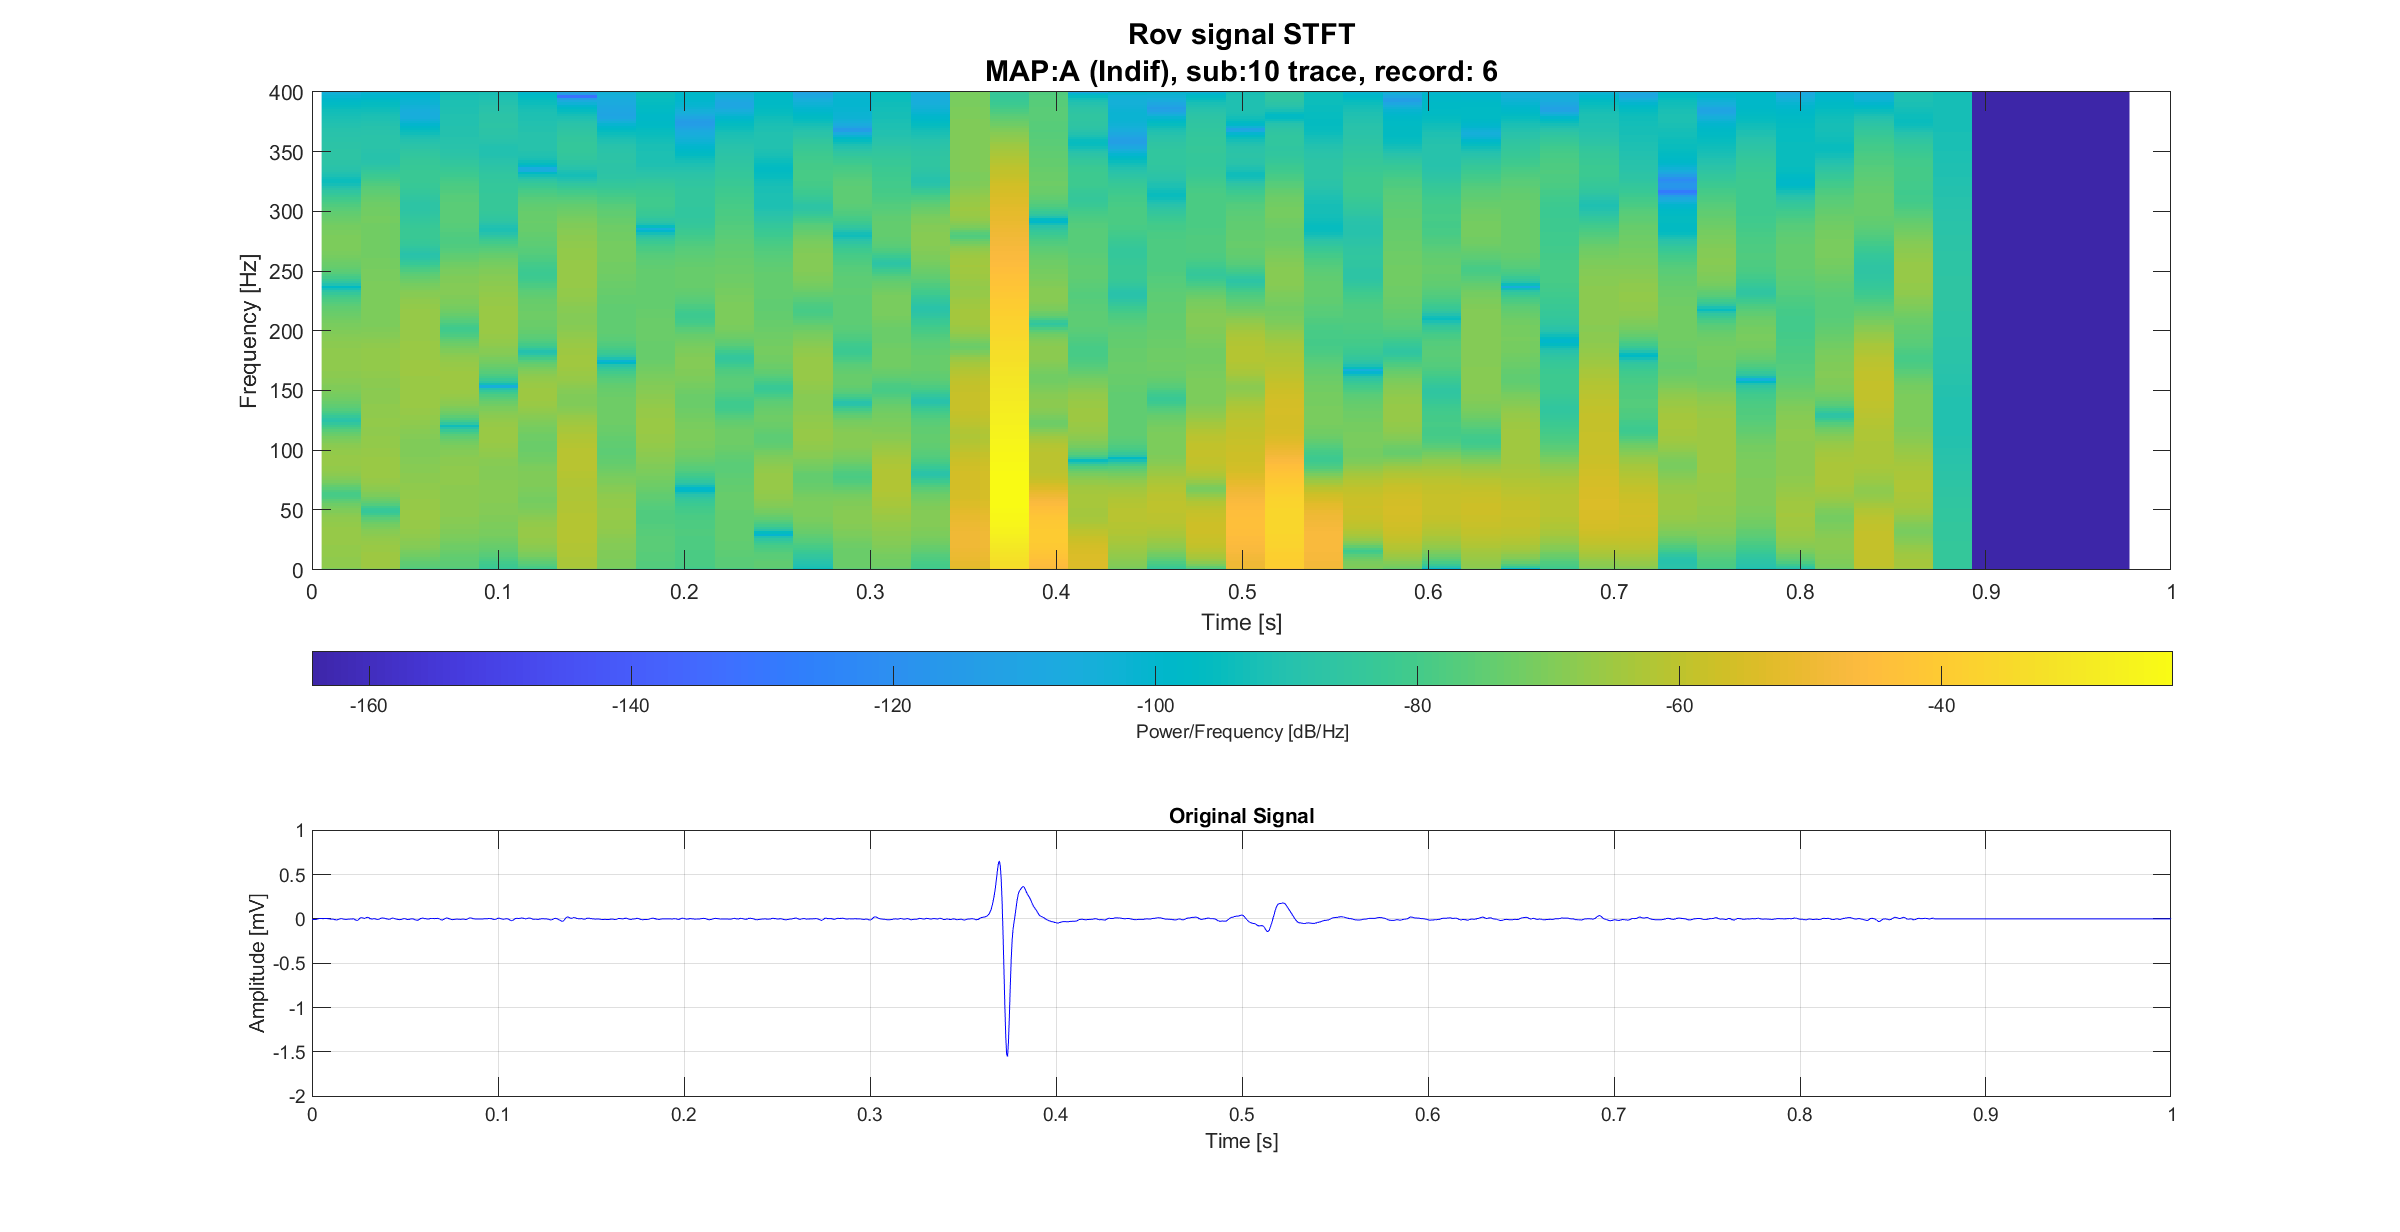 Rov signal STFT
MAP:A (Indif), sub:10 trace, record: 6
400
350
300
250
200
150
100
50
0
Frequency [Hz]
0 0.1 0.2 0.3 0.4 0.5 0.6 0.7 0.8 0.9 1
Time [s]
-160 -140 -120 -100 -80 -60 -40
Power/Frequency [dB/Hz]
Original Signal
1
0.5
0
-0.5
-1
-1.5
-2
Amplitude [mV]
0 0.1 0.2 0.3 0.4 0.5 0.6 0.7 0.8 0.9 1
Time [s]